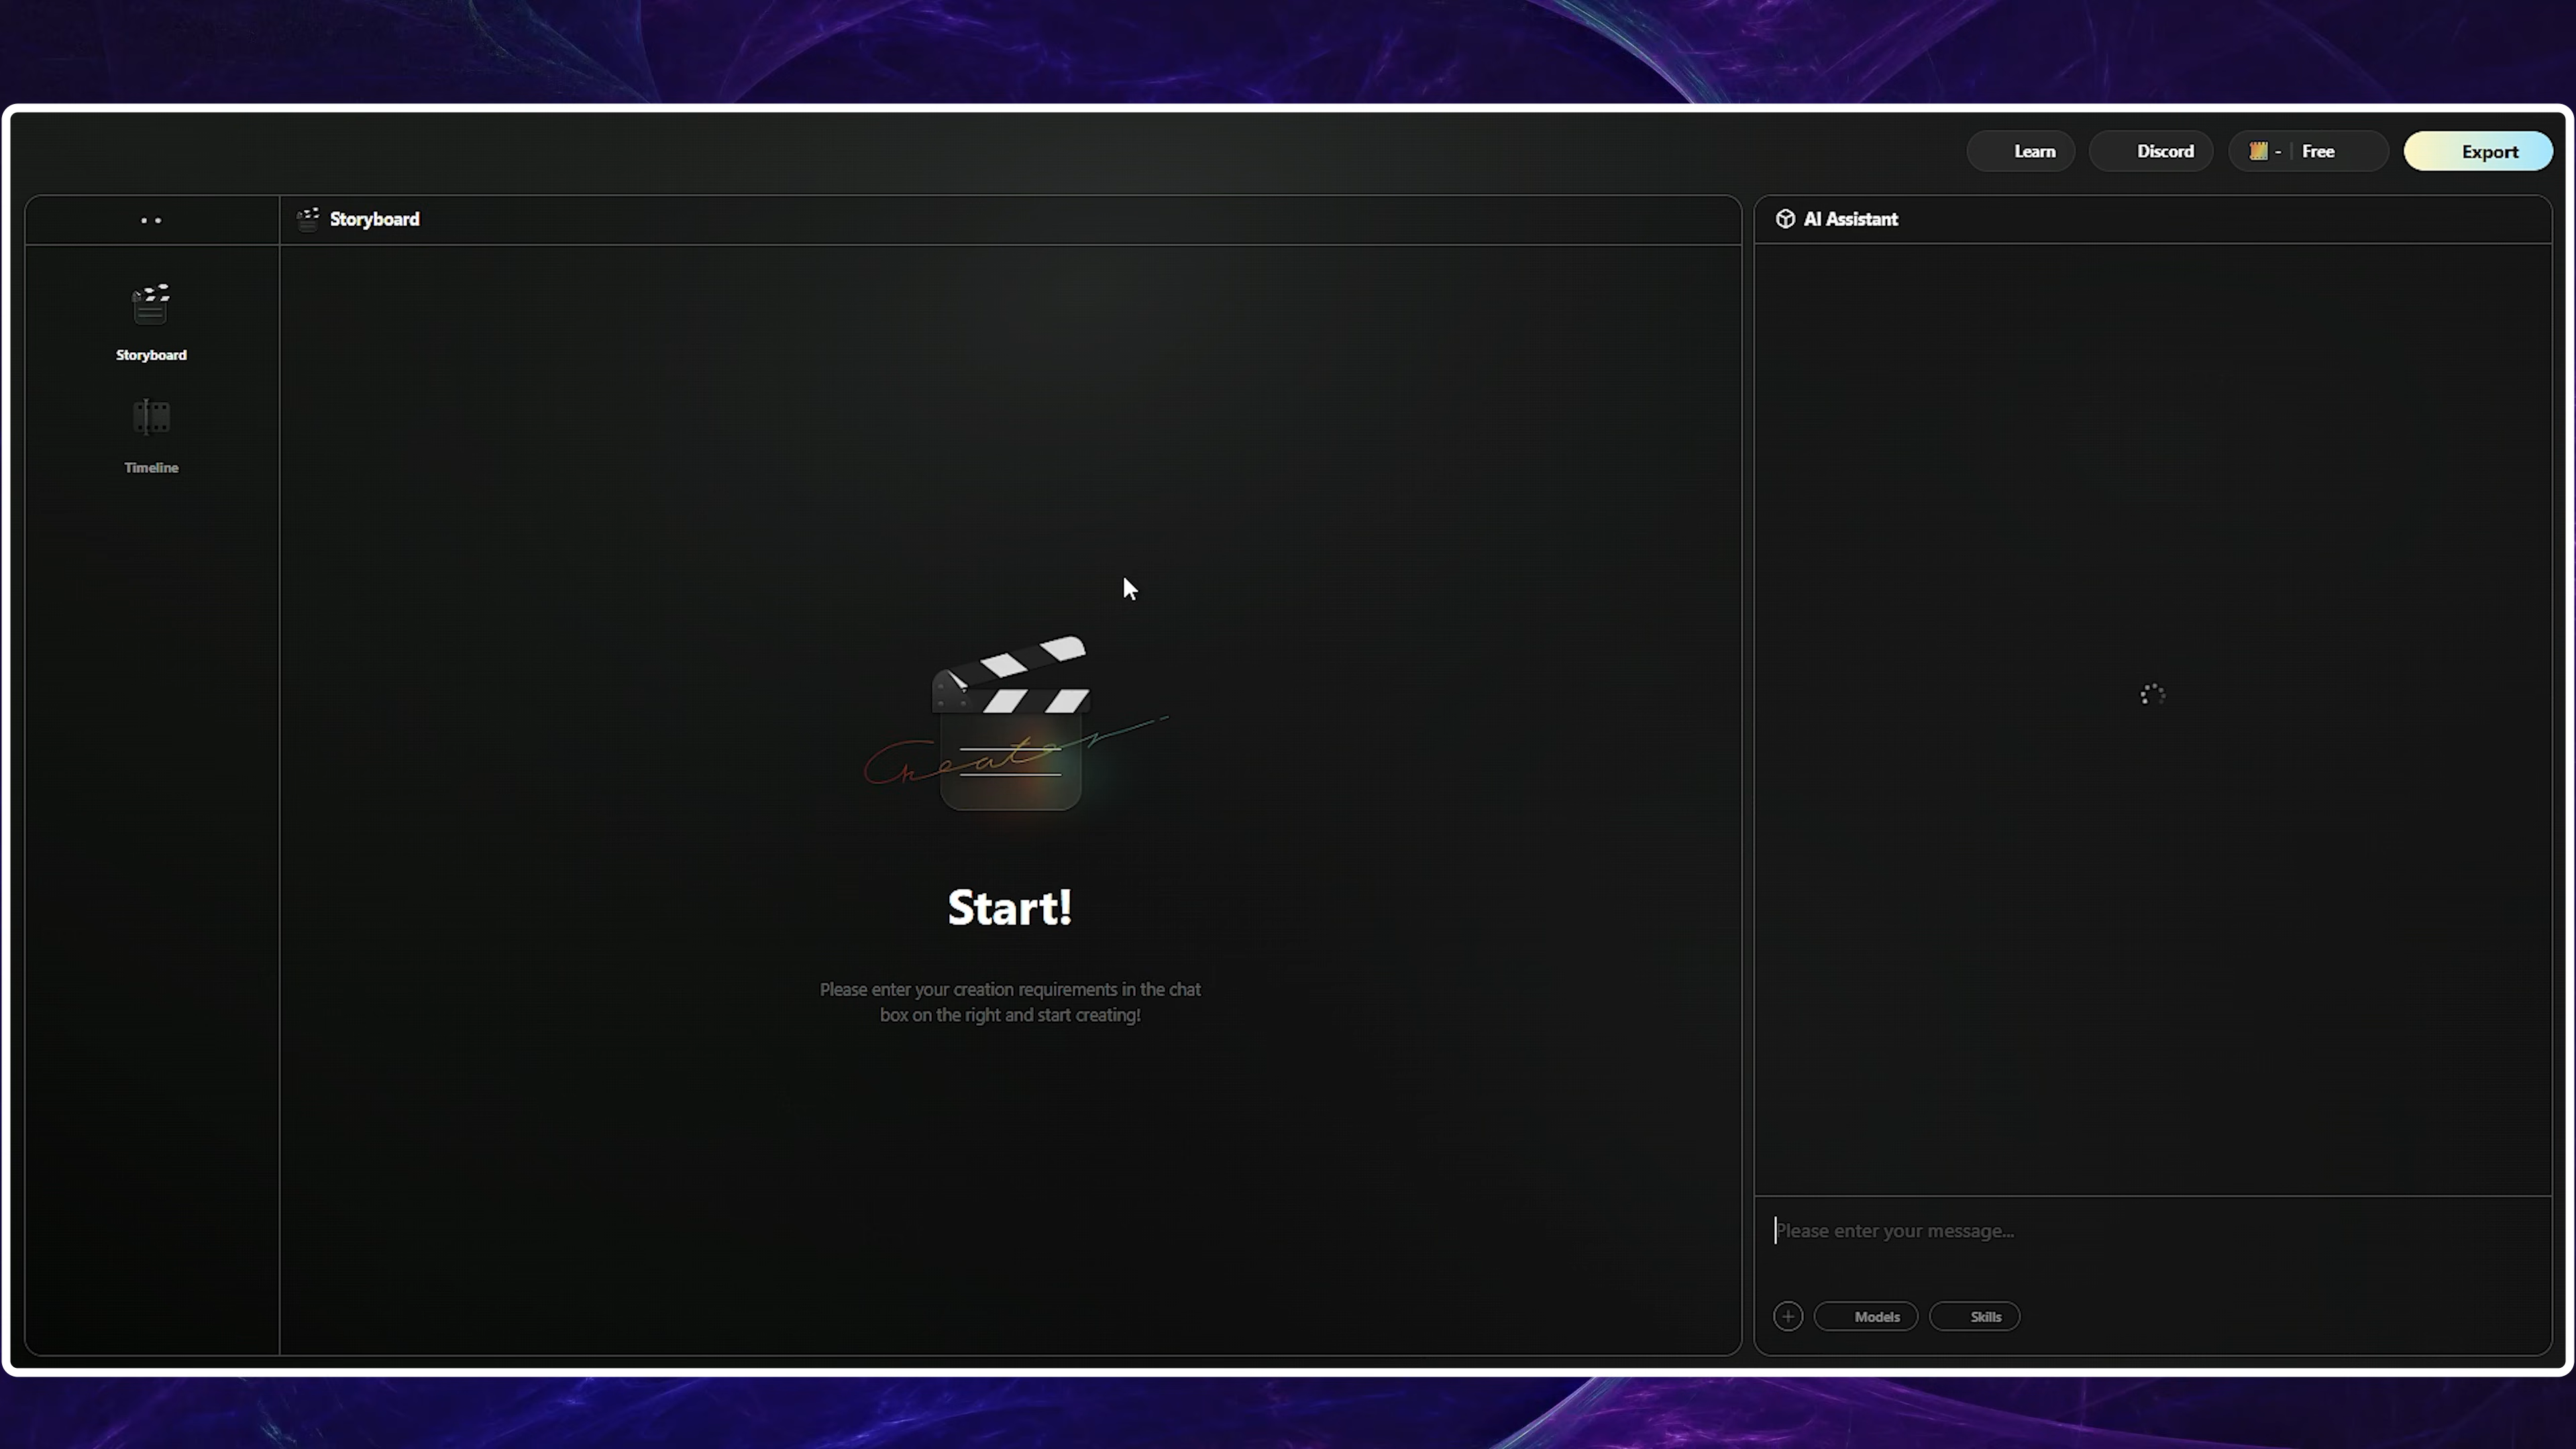 Learn
Discord
- | Free
Export
Storyboard
AI Assistant
Storyboard
Timeline
Creator
Start!
Please enter your creation requirements in the chat
box on the right and start creating!
Please enter your message...
Models
Skills